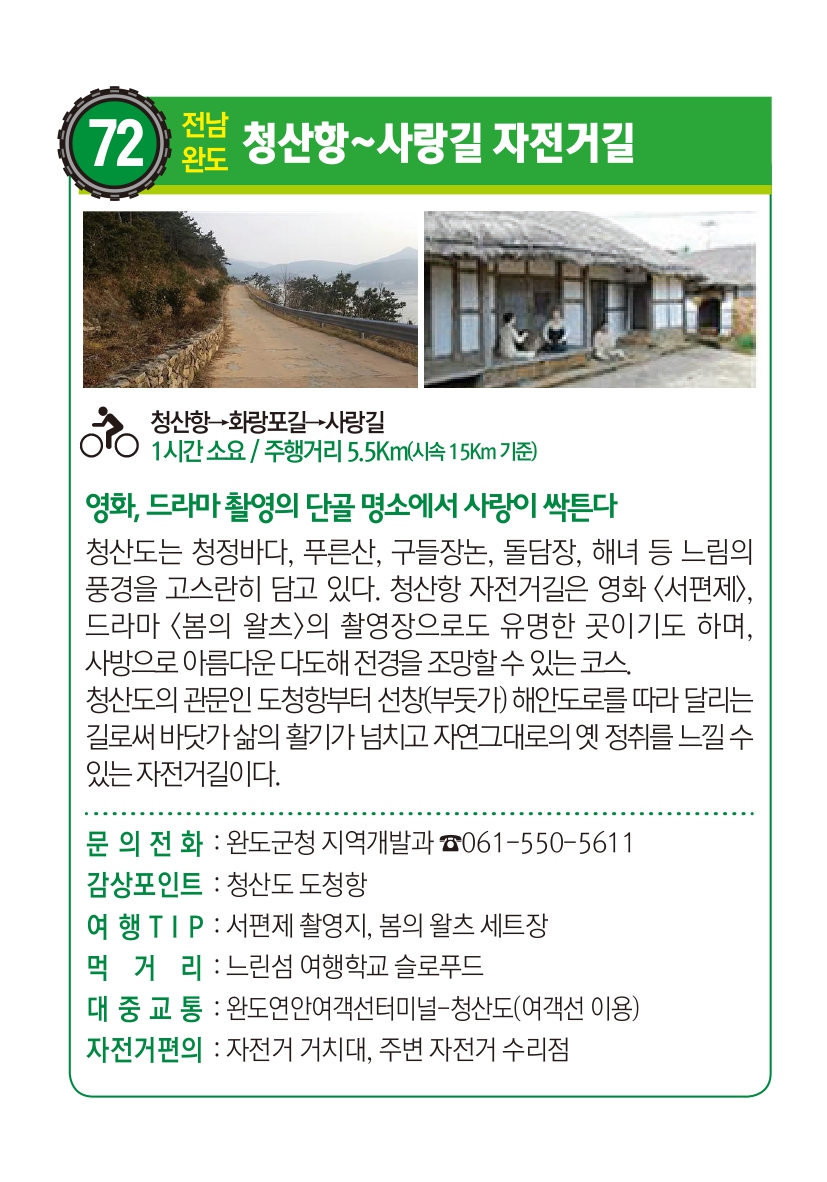 72
전남
완도
청산항~사랑길 자전거길
청산항→화랑포길→사랑길
1시간 소요 / 주행거리 5.5Km(시속 15Km 기준)
영화, 드라마 촬영의 단골 명소에서 사랑이 싹튼다
청산도는 청정바다, 푸른산, 구들장논, 돌담장, 해녀 등 느림의
풍경을 고스란히 담고 있다. 청산항 자전거길은 영화 〈서편제〉,
드라마 〈봄의 왈츠〉의 촬영장으로도 유명한 곳이기도 하며,
사방으로 아름다운 다도해 전경을 조망할 수 있는 코스.
청산도의 관문인 도청항부터 선창(부둣가) 해안도로를 따라 달리는
길로써 바닷가 삶의 활기가 넘치고 자연그대로의 옛 정취를 느낄 수
있는 자전거길이다.
문의전화 : 완도군청 지역개발과 ☎061-550-5611
감상포인트 : 청산도 도청항
여행TIP : 서편제 촬영지, 봄의 왈츠 세트장
먹거리 : 느린섬 여행학교 슬로푸드
대중교통 : 완도연안여객선터미널-청산도(여객선 이용)
자전거편의 : 자전거 거치대, 주변 자전거 수리점